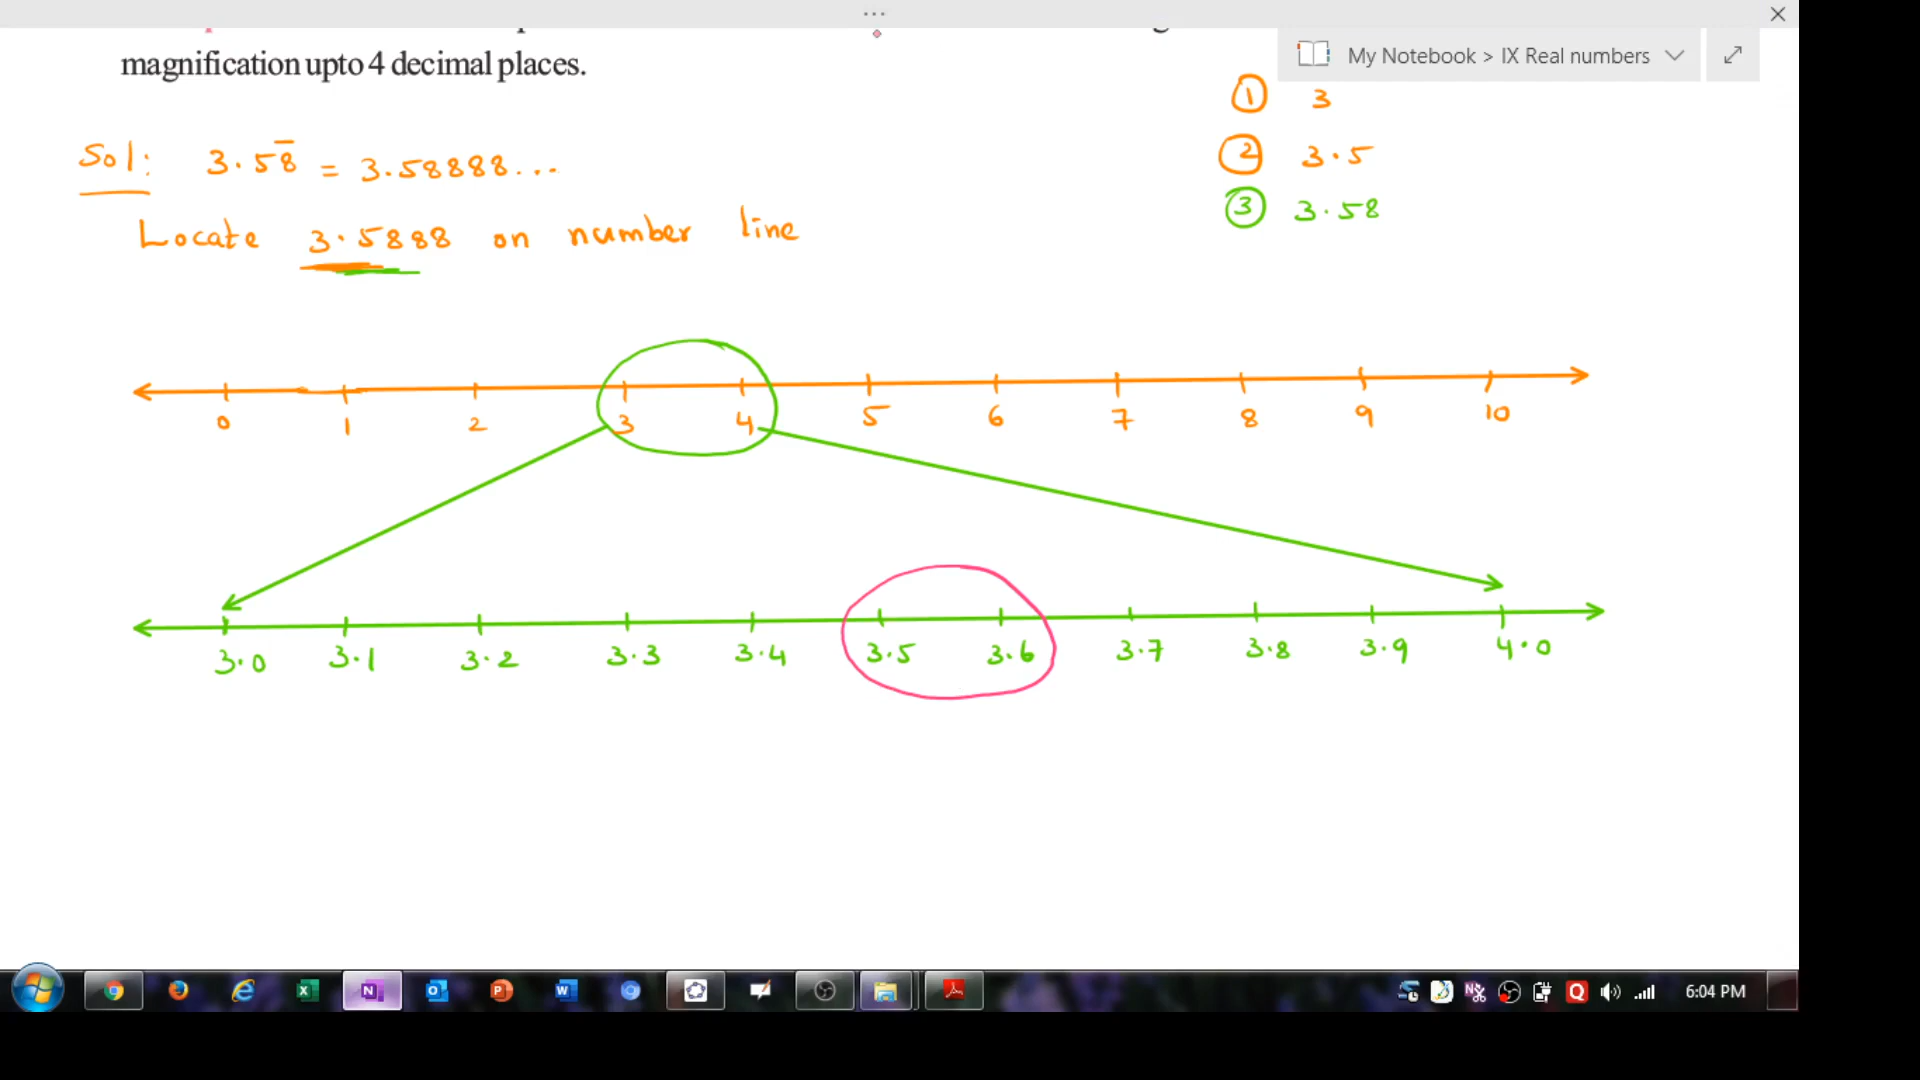 magnification upto 4 decimal places.
My Notebook > IX Real numbers
① 3
② 3.5
③ 3.58
Sol: 3.58̅ = 3.58888...
Locate 3.5888 on number line
0 1 2 3 4 5 6 7 8 9 10
3.0 3.1 3.2 3.3 3.4 3.5 3.6 3.7 3.8 3.9 4.0
6:04 PM